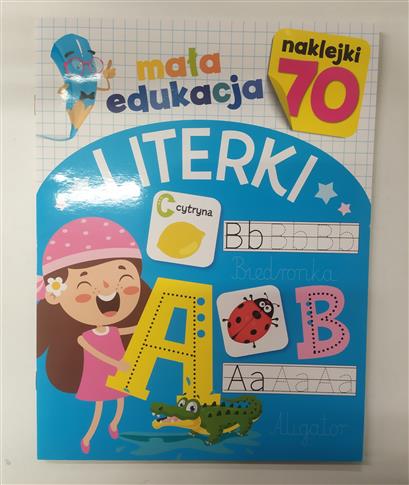 mała
edukacja
naklejki
70
LITERKI
C cytryna
Bb Bb Bb
Biedronka
A
B
Aa Aa Aa
Aligator